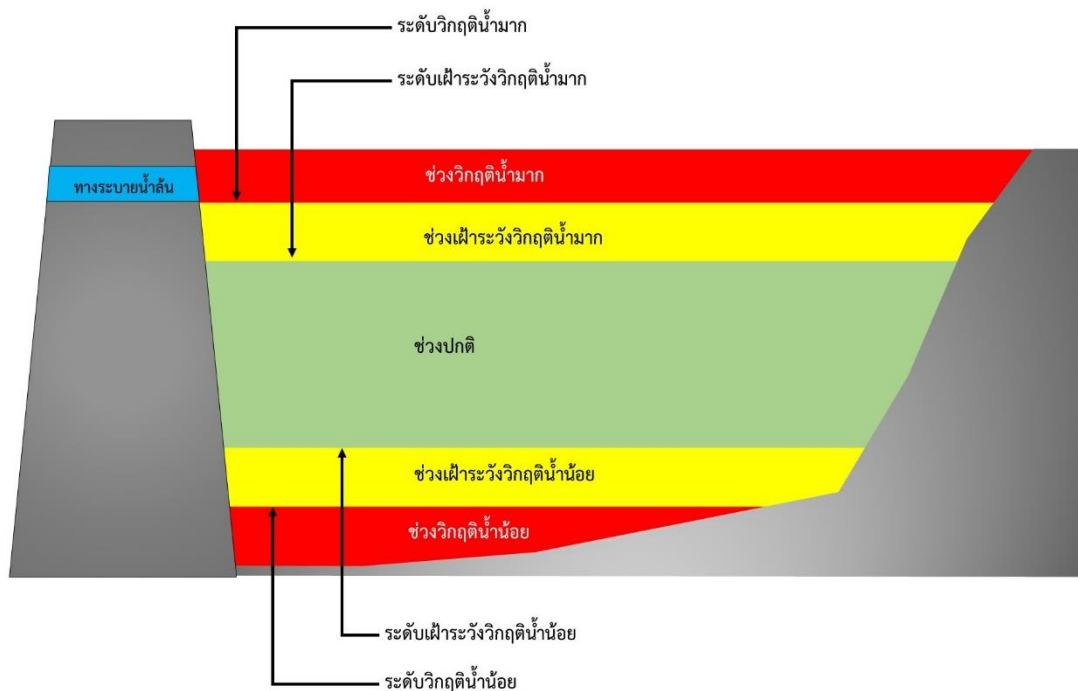 ระดับวิกฤติน้ำมาก
ระดับเฝ้าระวังวิกฤติน้ำมาก
ช่วงวิกฤติน้ำมาก
ทางระบายน้ำล้น
ช่วงเฝ้าระวังวิกฤติน้ำมาก
ช่วงปกติ
ช่วงเฝ้าระวังวิกฤติน้ำน้อย
ช่วงวิกฤติน้ำน้อย
ระดับเฝ้าระวังวิกฤติน้ำน้อย
ระดับวิกฤติน้ำน้อย